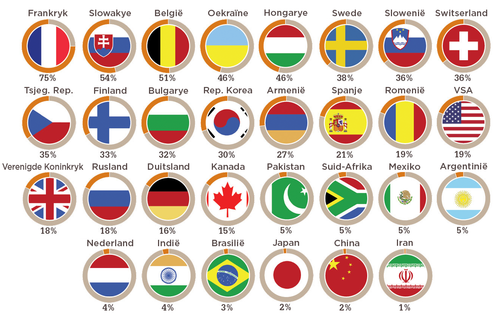 Frankryk Slowakye België Oekraïne Hongarye Swede Slowenië Switserland
75% 54% 51% 46% 46% 38% 36% 36%
Tsjeg. Rep. Finland Bulgarye Rep. Korea Armenië Spanje Romenië VSA
35% 33% 32% 30% 27% 21% 19% 19%
Verenigde Koninkryk Rusland Duitsland Kanada Pakistan Suid-Afrika Mexiko Argentinië
18% 18% 16% 15% 5% 5% 5% 5%
Nederland Indië Brasilië Japan China Iran
4% 4% 3% 2% 2% 1%